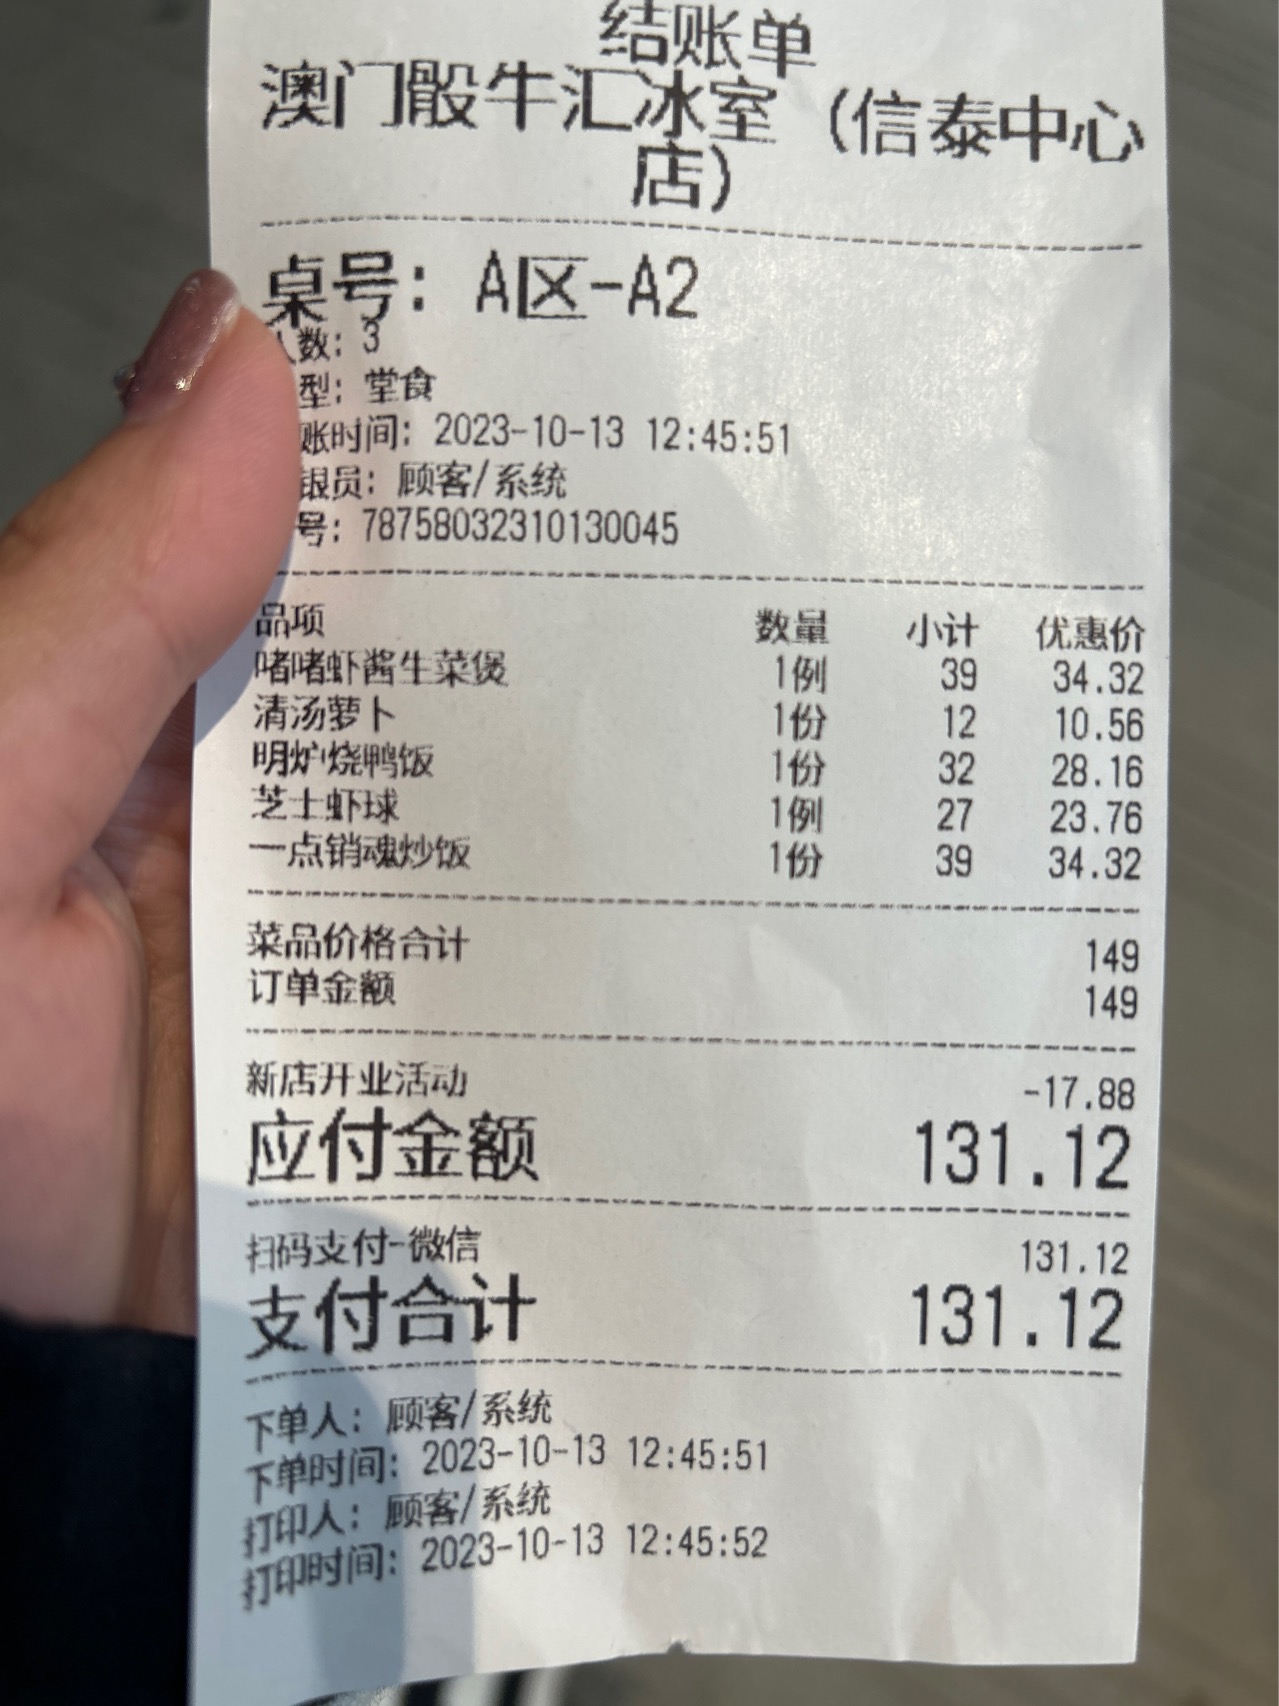 结账单
澳门骰牛汇冰室（信泰中心
店）
桌号：A区-A2
人数：3
型：堂食
账时间：2023-10-13 12:45:51
银员：顾客/系统
号：78758032310130045
品项 数量 小计 优惠价
啫啫虾酱生菜煲 1例 39 34.32
清汤萝卜 1份 12 10.56
明炉烧鸭饭 1份 32 28.16
芝士虾球 1例 27 23.76
一点销魂炒饭 1份 39 34.32
菜品价格合计 149
订单金额 149
新店开业活动 -17.88
应付金额 131.12
扫码支付-微信 131.12
支付合计 131.12
下单人：顾客/系统
下单时间：2023-10-13 12:45:51
打印人：顾客/系统
打印时间：2023-10-13 12:45:52